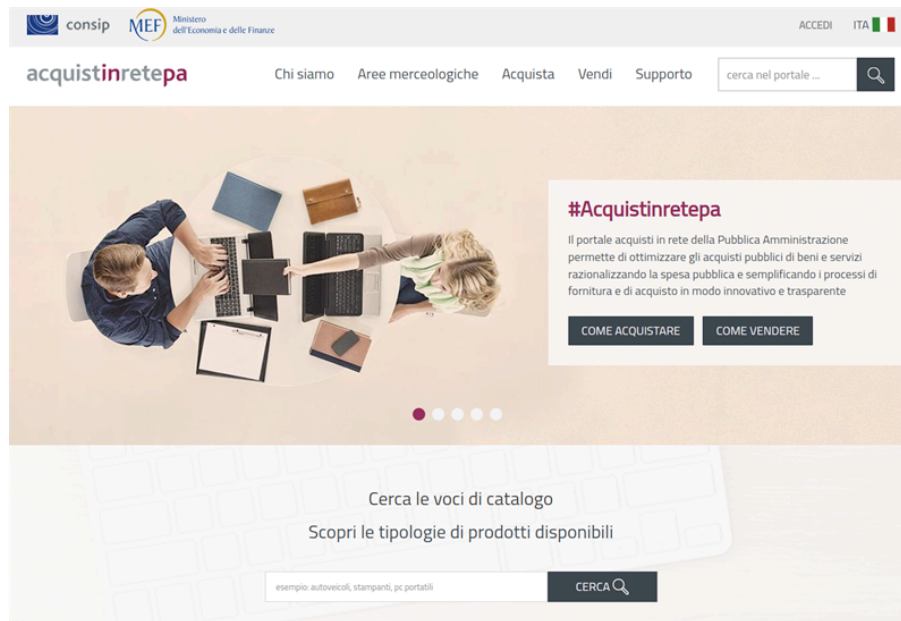 consip
MEF
Ministero
dell'Economia e delle Finanze
ACCEDI
ITA
acquistinretepa
Chi siamo
Aree merceologiche
Acquista
Vendi
Supporto
cerca nel portale ...
#Acquistinretepa
Il portale acquisti in rete della Pubblica Amministrazione
permette di ottimizzare gli acquisti pubblici di beni e servizi
razionalizzando la spesa pubblica e semplificando i processi di
fornitura e di acquisto in modo innovativo e trasparente
COME ACQUISTARE
COME VENDERE
Cerca le voci di catalogo
Scopri le tipologie di prodotti disponibili
esempio: autoveicoli, stampanti, pc portatili
CERCA